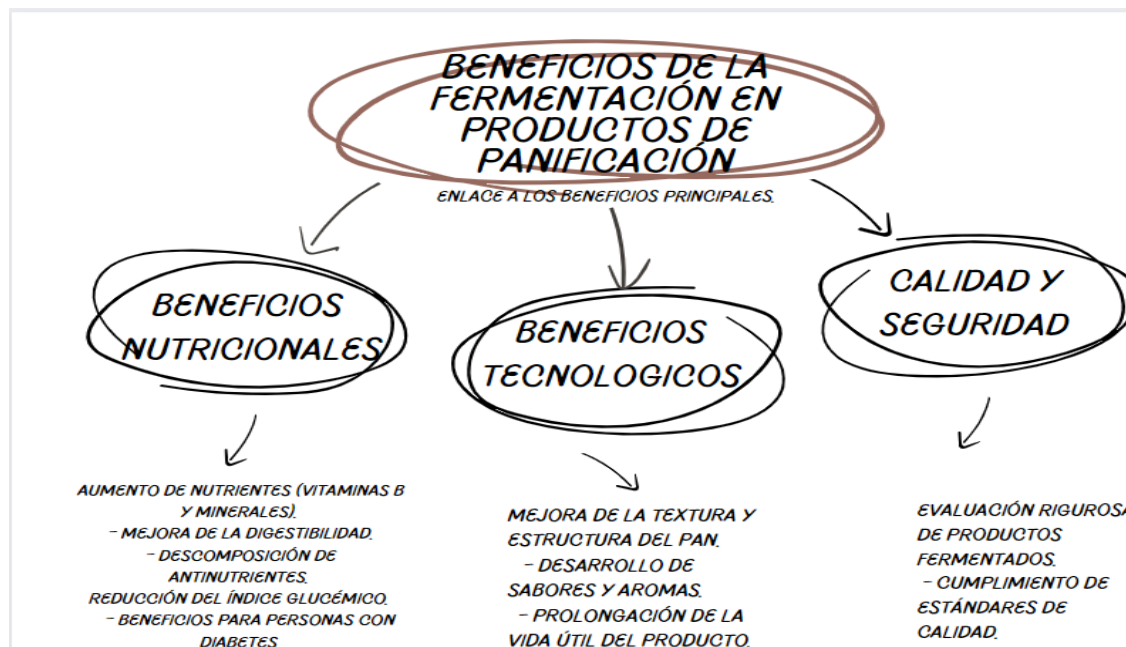 BENEFICIOS DE LA
FERMENTACIÓN EN
PRODUCTOS DE
PANIFICACIÓN
ENLACE A LOS BENEFICIOS PRINCIPALES.
BENEFICIOS
NUTRICIONALES
BENEFICIOS
TECNOLOGICOS
CALIDAD Y
SEGURIDAD
AUMENTO DE NUTRIENTES (VITAMINAS B
Y MINERALES).
- MEJORA DE LA DIGESTIBILIDAD.
- DESCOMPOSICIÓN DE
ANTINUTRIENTES.
REDUCCIÓN DEL ÍNDICE GLUCÉMICO.
- BENEFICIOS PARA PERSONAS CON
DIABETES
MEJORA DE LA TEXTURA Y
ESTRUCTURA DEL PAN.
- DESARROLLO DE
SABORES Y AROMAS.
- PROLONGACIÓN DE LA
VIDA ÚTIL DEL PRODUCTO.
EVALUACIÓN RIGUROSA
DE PRODUCTOS
FERMENTADOS.
- CUMPLIMIENTO DE
ESTÁNDARES DE
CALIDAD.